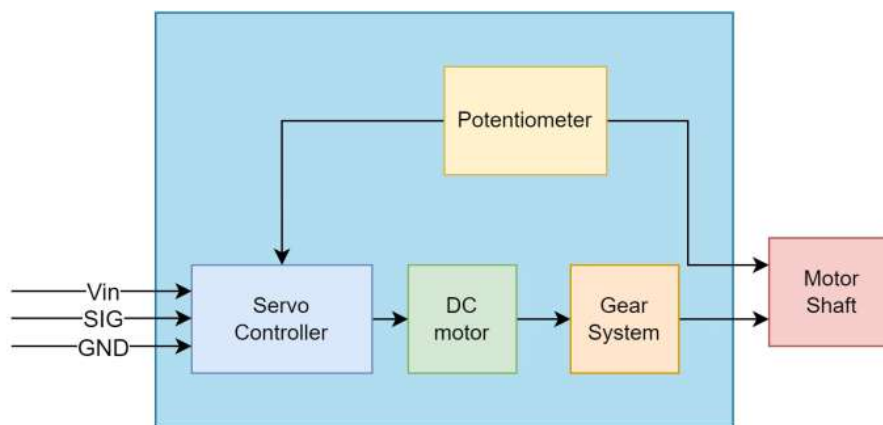 Potentiometer
Vin
SIG
GND
Servo
Controller
DC
motor
Gear
System
Motor
Shaft